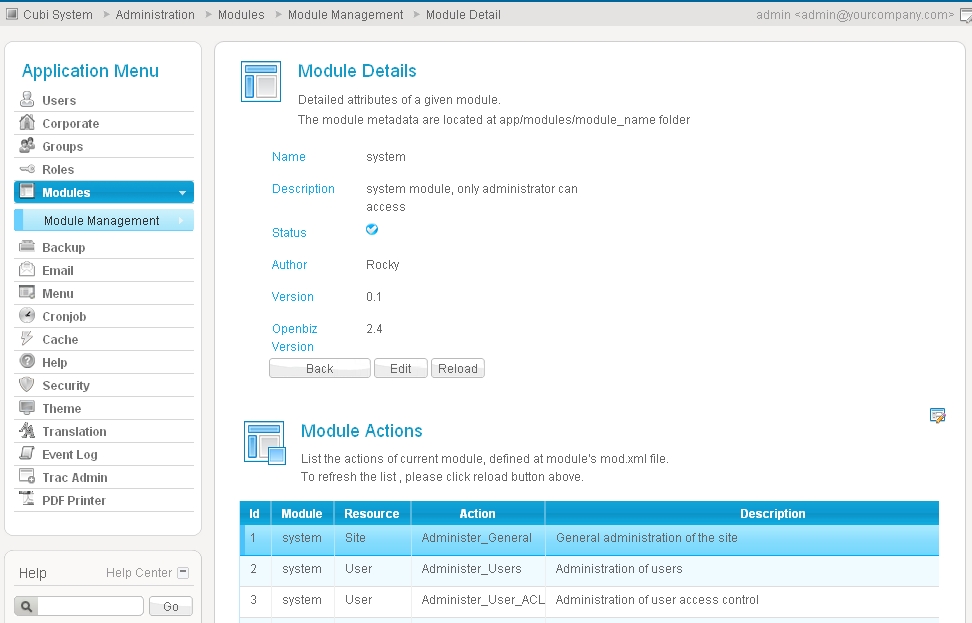 Cubi System Administration Modules Module Management Module Detail admin <admin@yourcompany.com>
Application Menu
Users
Corporate
Groups
Roles
Modules
Module Management
Backup
Email
Menu
Cronjob
Cache
Help
Security
Theme
Translation
Event Log
Trac Admin
PDF Printer
Help Help Center
Go
Module Details
Detailed attributes of a given module.
The module metadata are located at app/modules/module_name folder
Name system
Description system module, only administrator can
access
Status
Author Rocky
Version 0.1
Openbiz 2.4
Version
Back Edit Reload
Module Actions
List the actions of current module, defined at module's mod.xml file.
To refresh the list , please click reload button above.
Id Module Resource Action Description
1 system Site Administer_General General administration of the site
2 system User Administer_Users Administration of users
3 system User Administer_User_ACL Administration of user access control